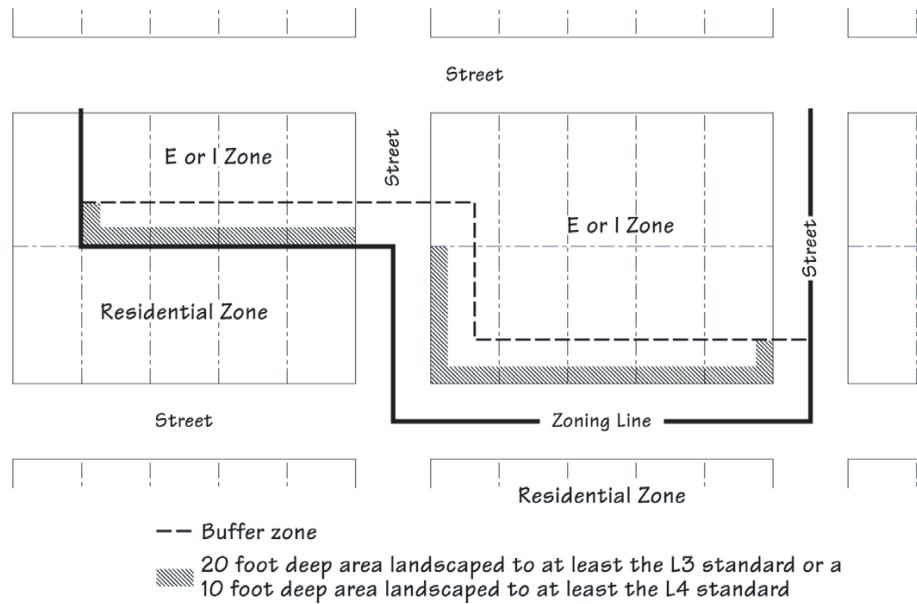 Street
Street
E or I Zone
E or I Zone
Street
Residential Zone
Street
Zoning Line
Residential Zone
Buffer zone
20 foot deep area landscaped to at least the L3 standard or a
10 foot deep area landscaped to at least the L4 standard